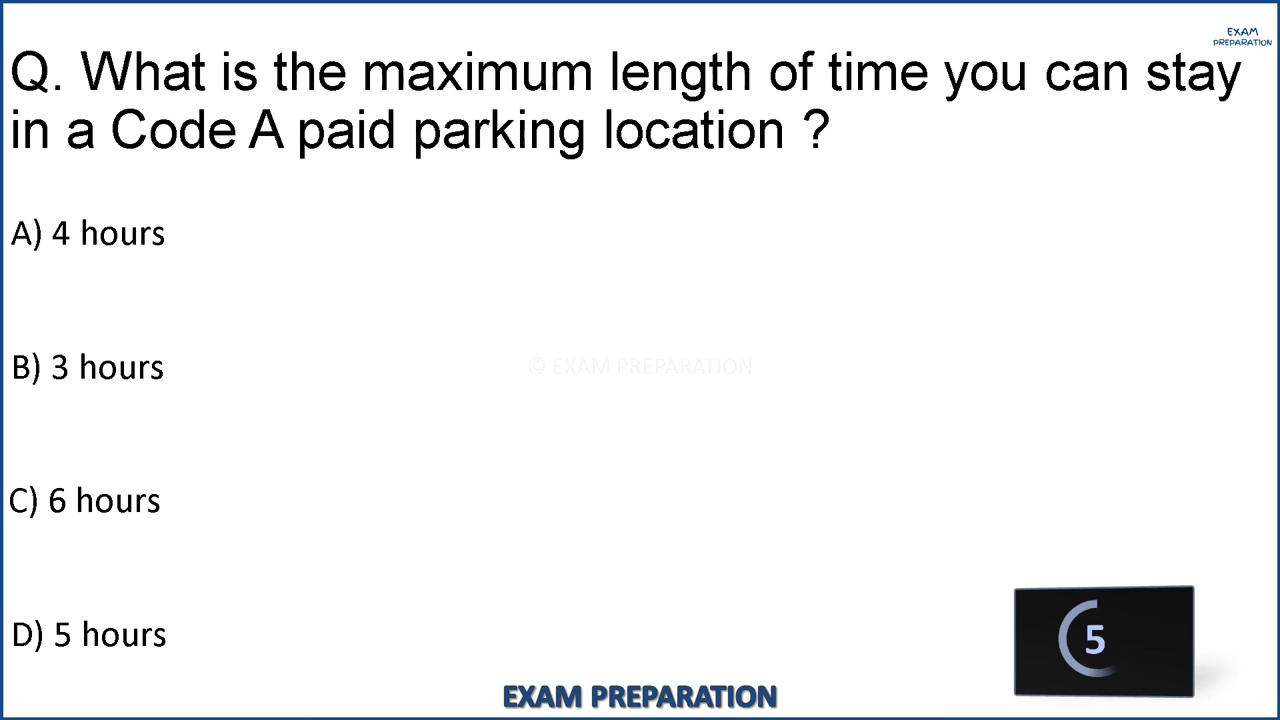 EXAM
PREPARATION
Q. What is the maximum length of time you can stay
in a Code A paid parking location ?
A) 4 hours
B) 3 hours
© EXAM PREPARATION
C) 6 hours
D) 5 hours
5
EXAM PREPARATION